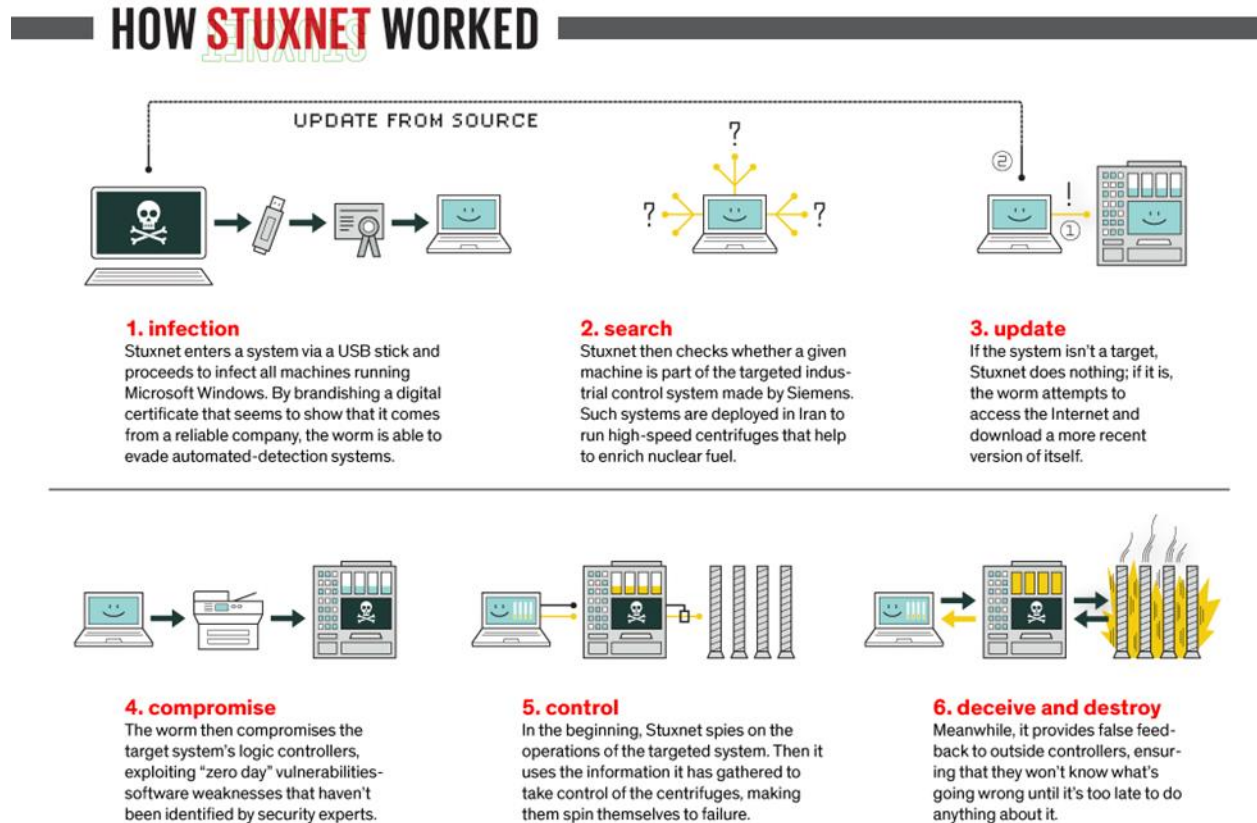 HOW STUXNET WORKED
STUXNET
UPDATE FROM SOURCE
?
? ?
②
!
①
1. infection
Stuxnet enters a system via a USB stick and
proceeds to infect all machines running
Microsoft Windows. By brandishing a digital
certificate that seems to show that it comes
from a reliable company, the worm is able to
evade automated-detection systems.
2. search
Stuxnet then checks whether a given
machine is part of the targeted indus-
trial control system made by Siemens.
Such systems are deployed in Iran to
run high-speed centrifuges that help
to enrich nuclear fuel.
3. update
If the system isn't a target,
Stuxnet does nothing; if it is,
the worm attempts to
access the Internet and
download a more recent
version of itself.
4. compromise
The worm then compromises the
target system's logic controllers,
exploiting "zero day" vulnerabilities-
software weaknesses that haven't
been identified by security experts.
5. control
In the beginning, Stuxnet spies on the
operations of the targeted system. Then it
uses the information it has gathered to
take control of the centrifuges, making
them spin themselves to failure.
6. deceive and destroy
Meanwhile, it provides false feed-
back to outside controllers, ensur-
ing that they won't know what's
going wrong until it's too late to do
anything about it.